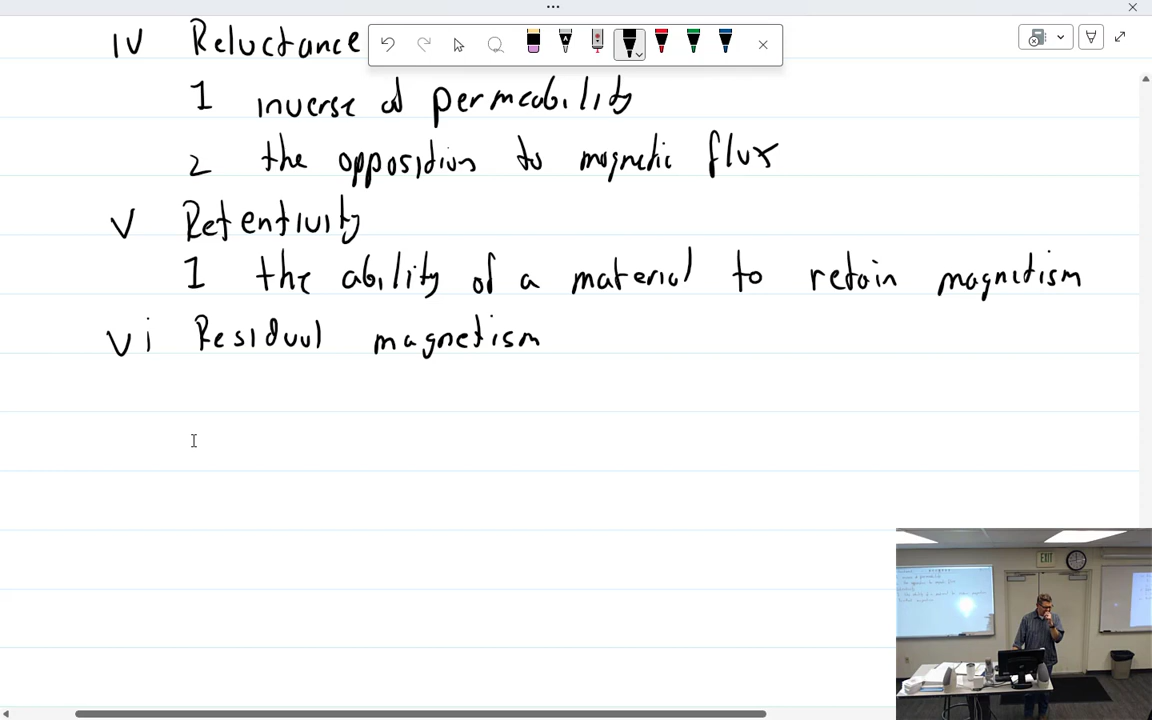 iv Reluctance
1 inverse of permeability
2 the opposition to magnetic flux
v Retentivity
1 the ability of a material to retain magnetism
vi Residual magnetism
EXIT